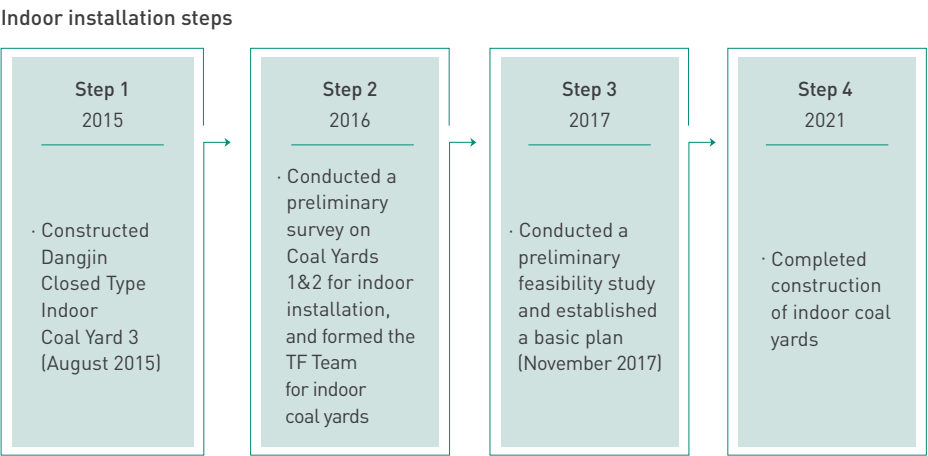 Indoor installation steps
Step 1
2015
· Constructed
Dangjin
Closed Type
Indoor
Coal Yard 3
(August 2015)
Step 2
2016
· Conducted a
preliminary
survey on
Coal Yards
1&2 for indoor
installation,
and formed the
TF Team
for indoor
coal yards
Step 3
2017
· Conducted a
preliminary
feasibility study
and established
a basic plan
(November 2017)
Step 4
2021
· Completed
construction
of indoor coal
yards